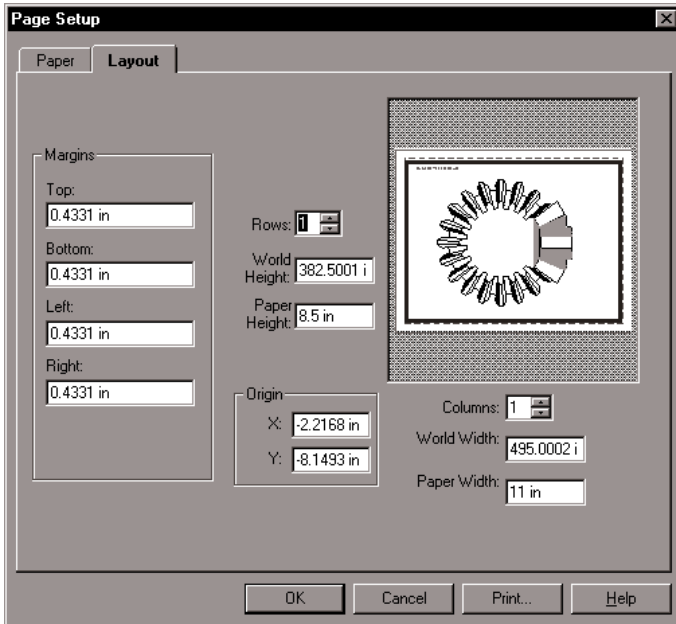 Page Setup
Paper
Layout
Margins
Top:
0.4331 in
Bottom:
0.4331 in
Left:
0.4331 in
Right:
0.4331 in
Rows: 1
World
Height: 382.5001 i
Paper
Height: 8.5 in
Origin
X: -2.2168 in
Y: -8.1493 in
Columns: 1
World Width: 495.0002 i
Paper Width: 11 in
OK
Cancel
Print...
Help